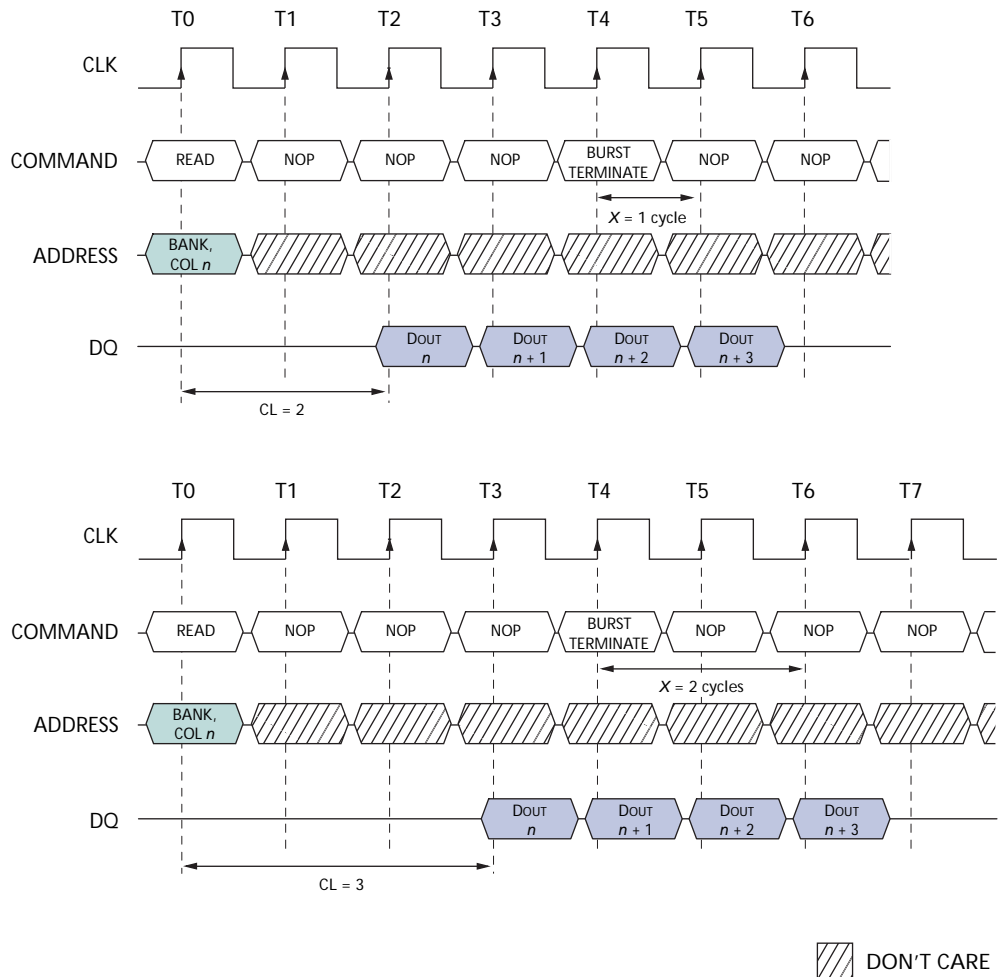 T0 T1 T2 T3 T4 T5 T6
CLK
COMMAND READ NOP NOP NOP BURST TERMINATE NOP NOP
X = 1 cycle
ADDRESS BANK, COL n
DQ DOUT n DOUT n + 1 DOUT n + 2 DOUT n + 3
CL = 2
T0 T1 T2 T3 T4 T5 T6 T7
CLK
COMMAND READ NOP NOP NOP BURST TERMINATE NOP NOP NOP
X = 2 cycles
ADDRESS BANK, COL n
DQ DOUT n DOUT n + 1 DOUT n + 2 DOUT n + 3
CL = 3
DON'T CARE